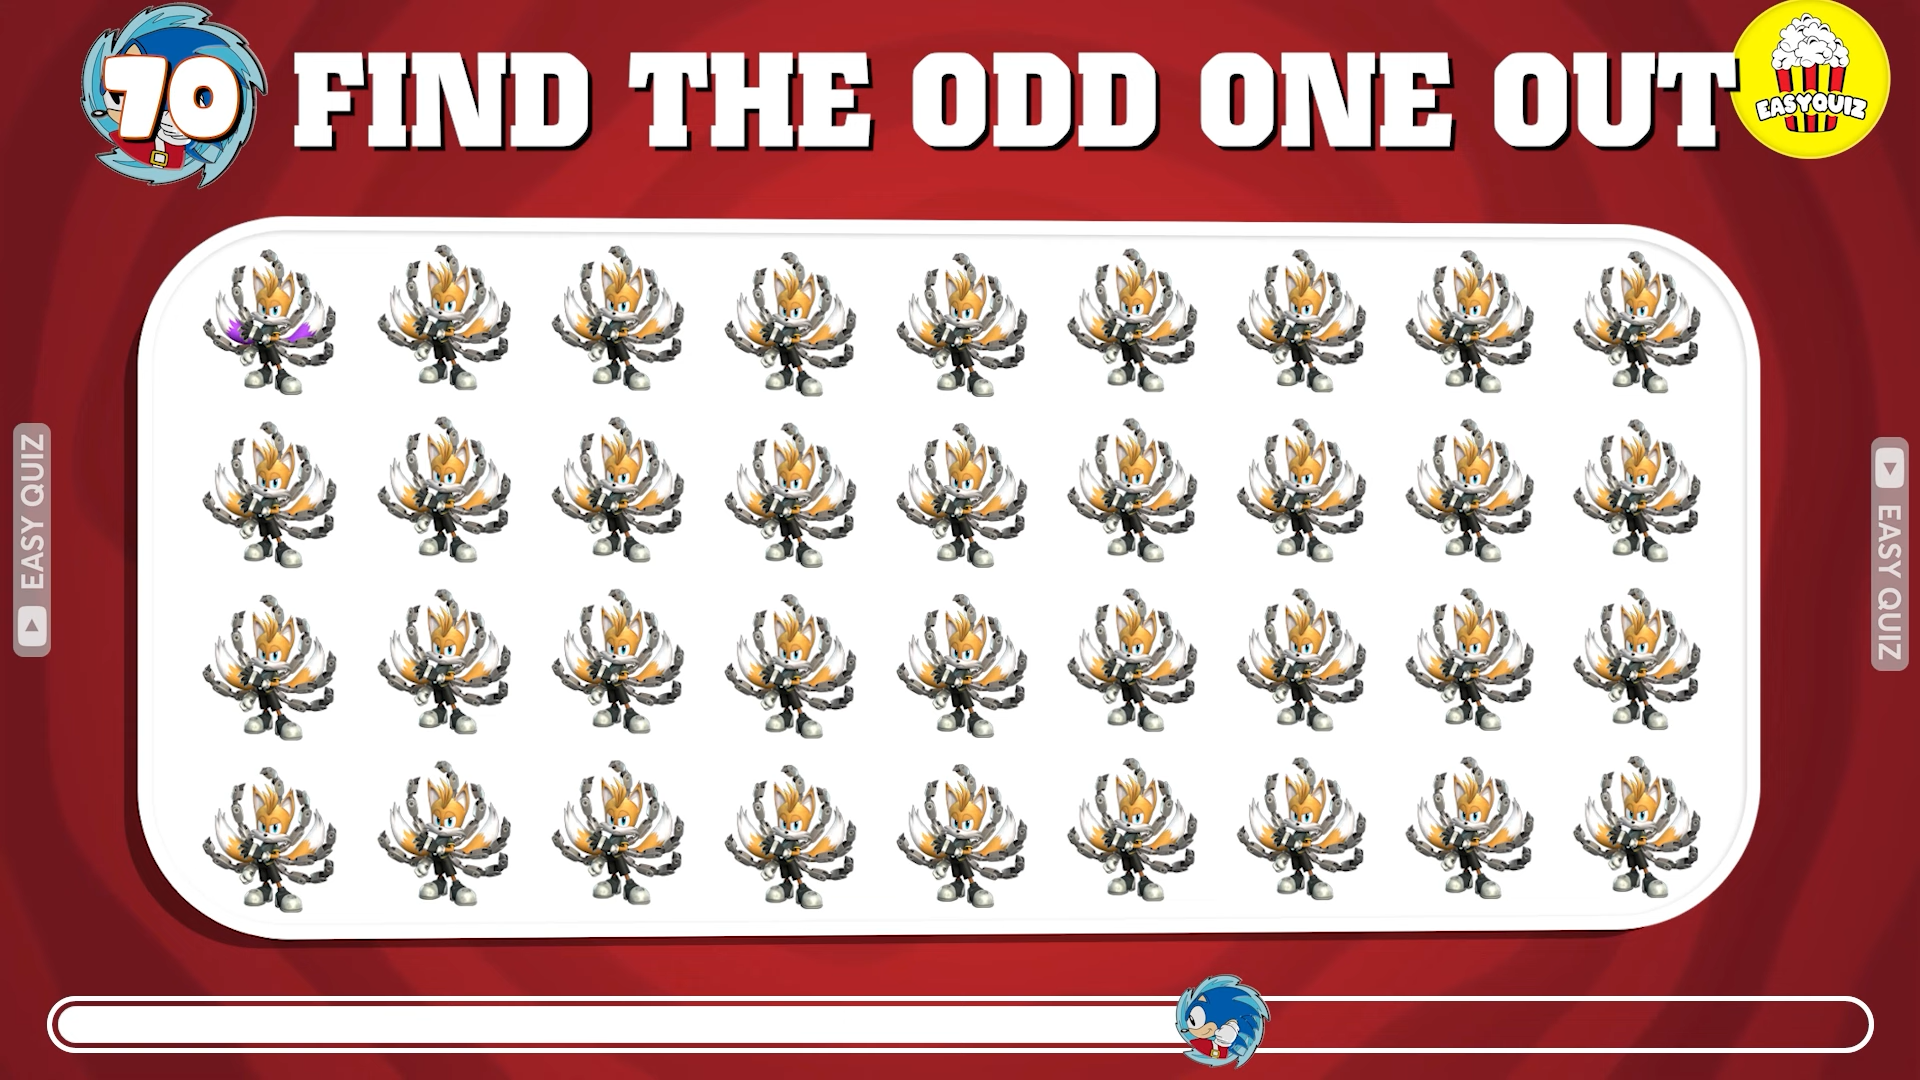 70
FIND THE ODD ONE OUT
EASYQUIZ
EASY QUIZ
EASY QUIZ